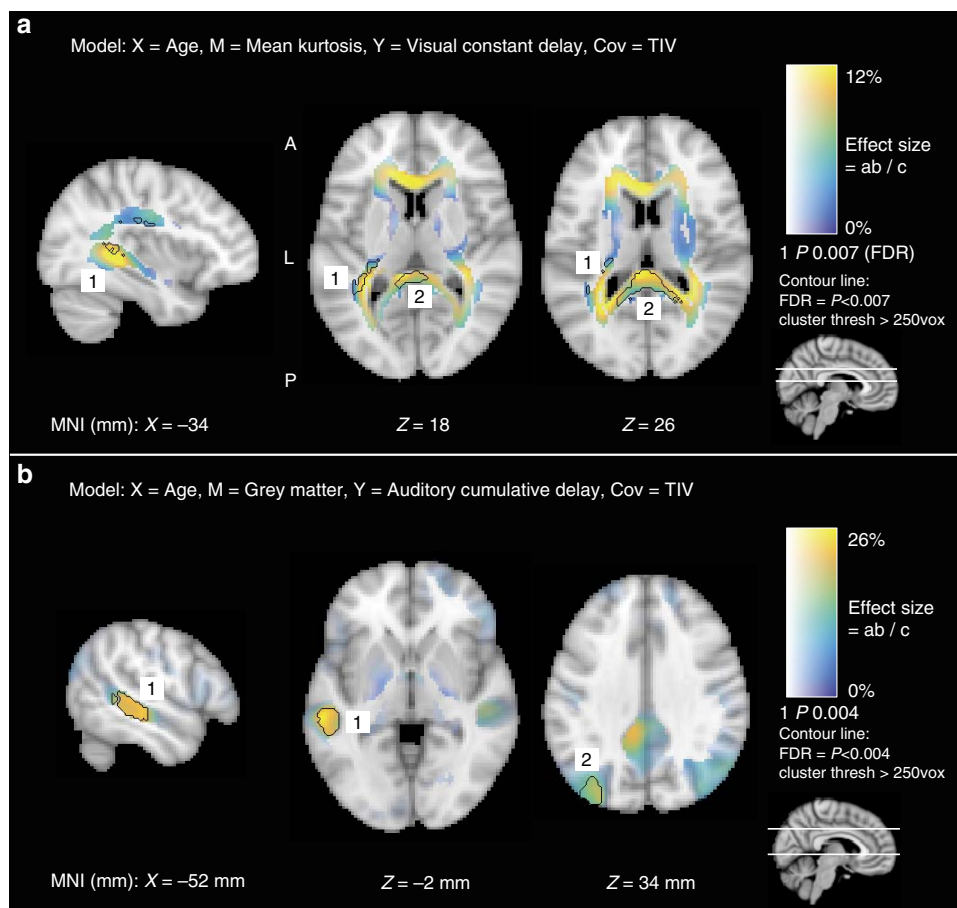 a
Model: X = Age, M = Mean kurtosis, Y = Visual constant delay, Cov = TIV
12%
Effect size
= ab / c
0%
1 P 0.007 (FDR)
Contour line:
FDR = P<0.007
cluster thresh > 250vox
A
L
P
1
1
2
1
2
MNI (mm): X = –34
Z = 18
Z = 26
b
Model: X = Age, M = Grey matter, Y = Auditory cumulative delay, Cov = TIV
26%
Effect size
= ab / c
0%
1 P 0.004
Contour line:
FDR = P<0.004
cluster thresh > 250vox
1
1
2
MNI (mm): X = –52 mm
Z = –2 mm
Z = 34 mm